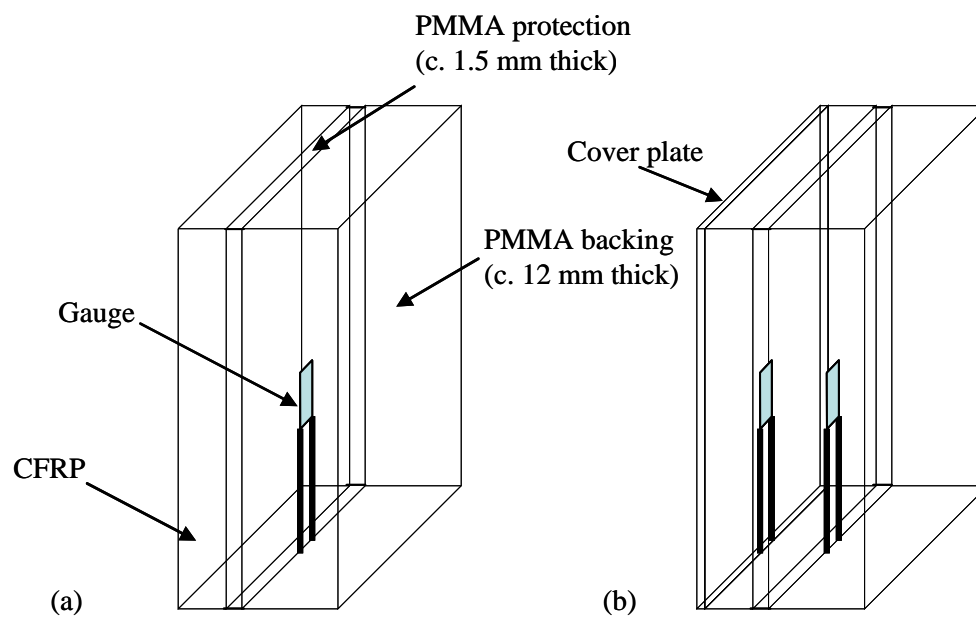 PMMA protection
(c. 1.5 mm thick)
Cover plate
PMMA backing
(c. 12 mm thick)
Gauge
CFRP
(a)
(b)